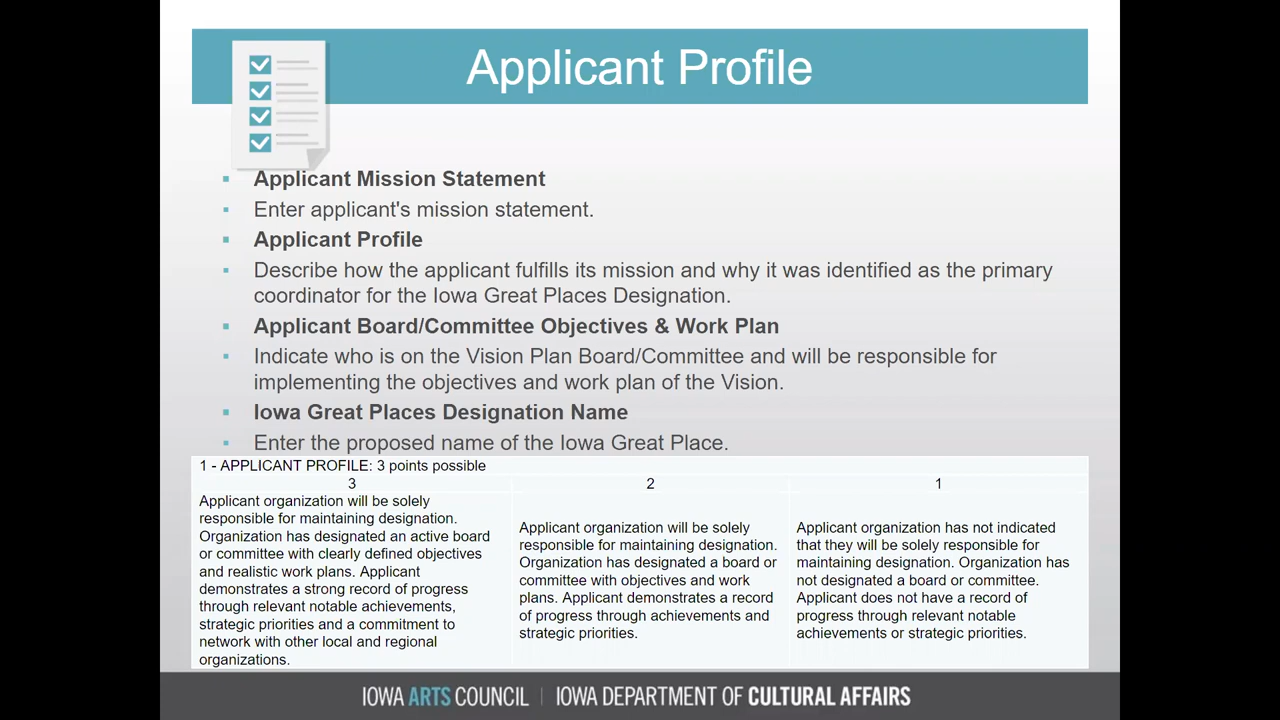 Applicant Profile
Applicant Mission Statement
Enter applicant's mission statement.
Applicant Profile
Describe how the applicant fulfills its mission and why it was identified as the primary
coordinator for the Iowa Great Places Designation.
Applicant Board/Committee Objectives & Work Plan
Indicate who is on the Vision Plan Board/Committee and will be responsible for
implementing the objectives and work plan of the Vision.
Iowa Great Places Designation Name
Enter the proposed name of the Iowa Great Place.
1 - APPLICANT PROFILE: 3 points possible
3
Applicant organization will be solely
responsible for maintaining designation.
Organization has designated an active board
or committee with clearly defined objectives
and realistic work plans. Applicant
demonstrates a strong record of progress
through relevant notable achievements,
strategic priorities and a commitment to
network with other local and regional
organizations.
2
Applicant organization will be solely
responsible for maintaining designation.
Organization has designated a board or
committee with objectives and work
plans. Applicant demonstrates a record
of progress through achievements and
strategic priorities.
1
Applicant organization has not indicated
that they will be solely responsible for
maintaining designation. Organization has
not designated a board or committee.
Applicant does not have a record of
progress through relevant notable
achievements or strategic priorities.
IOWA ARTS COUNCIL | IOWA DEPARTMENT OF CULTURAL AFFAIRS